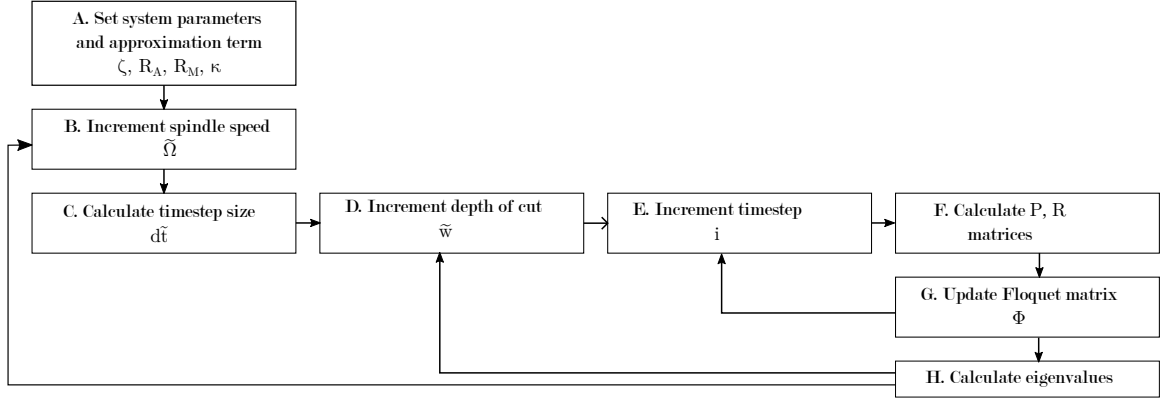 A. Set system parameters
and approximation term
ζ, R_A, R_M, κ
B. Increment spindle speed
Ω̃
C. Calculate timestep size
dt̃
D. Increment depth of cut
w̃
E. Increment timestep
i
F. Calculate P, R
matrices
G. Update Floquet matrix
Φ
H. Calculate eigenvalues